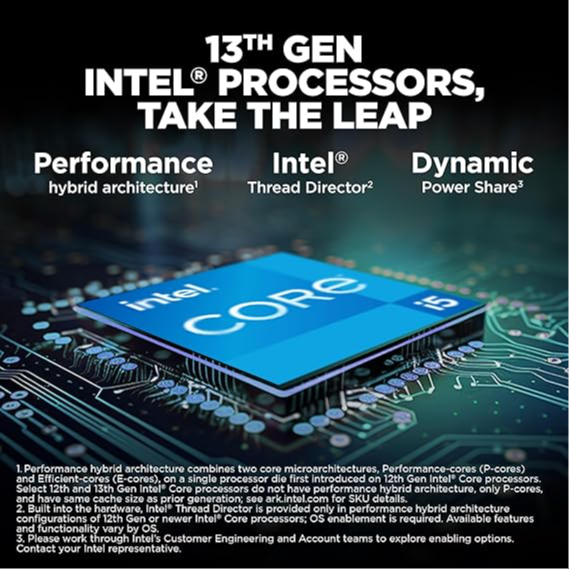 13TH GEN
INTEL® PROCESSORS,
TAKE THE LEAP
Performance
hybrid architecture¹
Intel®
Thread Director²
Dynamic
Power Share³
intel.
CORE
i5
1. Performance hybrid architecture combines two core microarchitectures, Performance-cores (P-cores)
and Efficient-cores (E-cores), on a single processor die first introduced on 12th Gen Intel® Core processors.
Select 12th and 13th Gen Intel® Core processors do not have performance hybrid architecture, only P-cores,
and have same cache size as prior generation; see ark.intel.com for SKU details.
2. Built into the hardware, Intel® Thread Director is provided only in performance hybrid architecture
configurations of 12th Gen or newer Intel® Core processors; OS enablement is required. Available features
and functionality vary by OS.
3. Please work through Intel's Customer Engineering and Account teams to explore enabling options.
Contact your Intel representative.